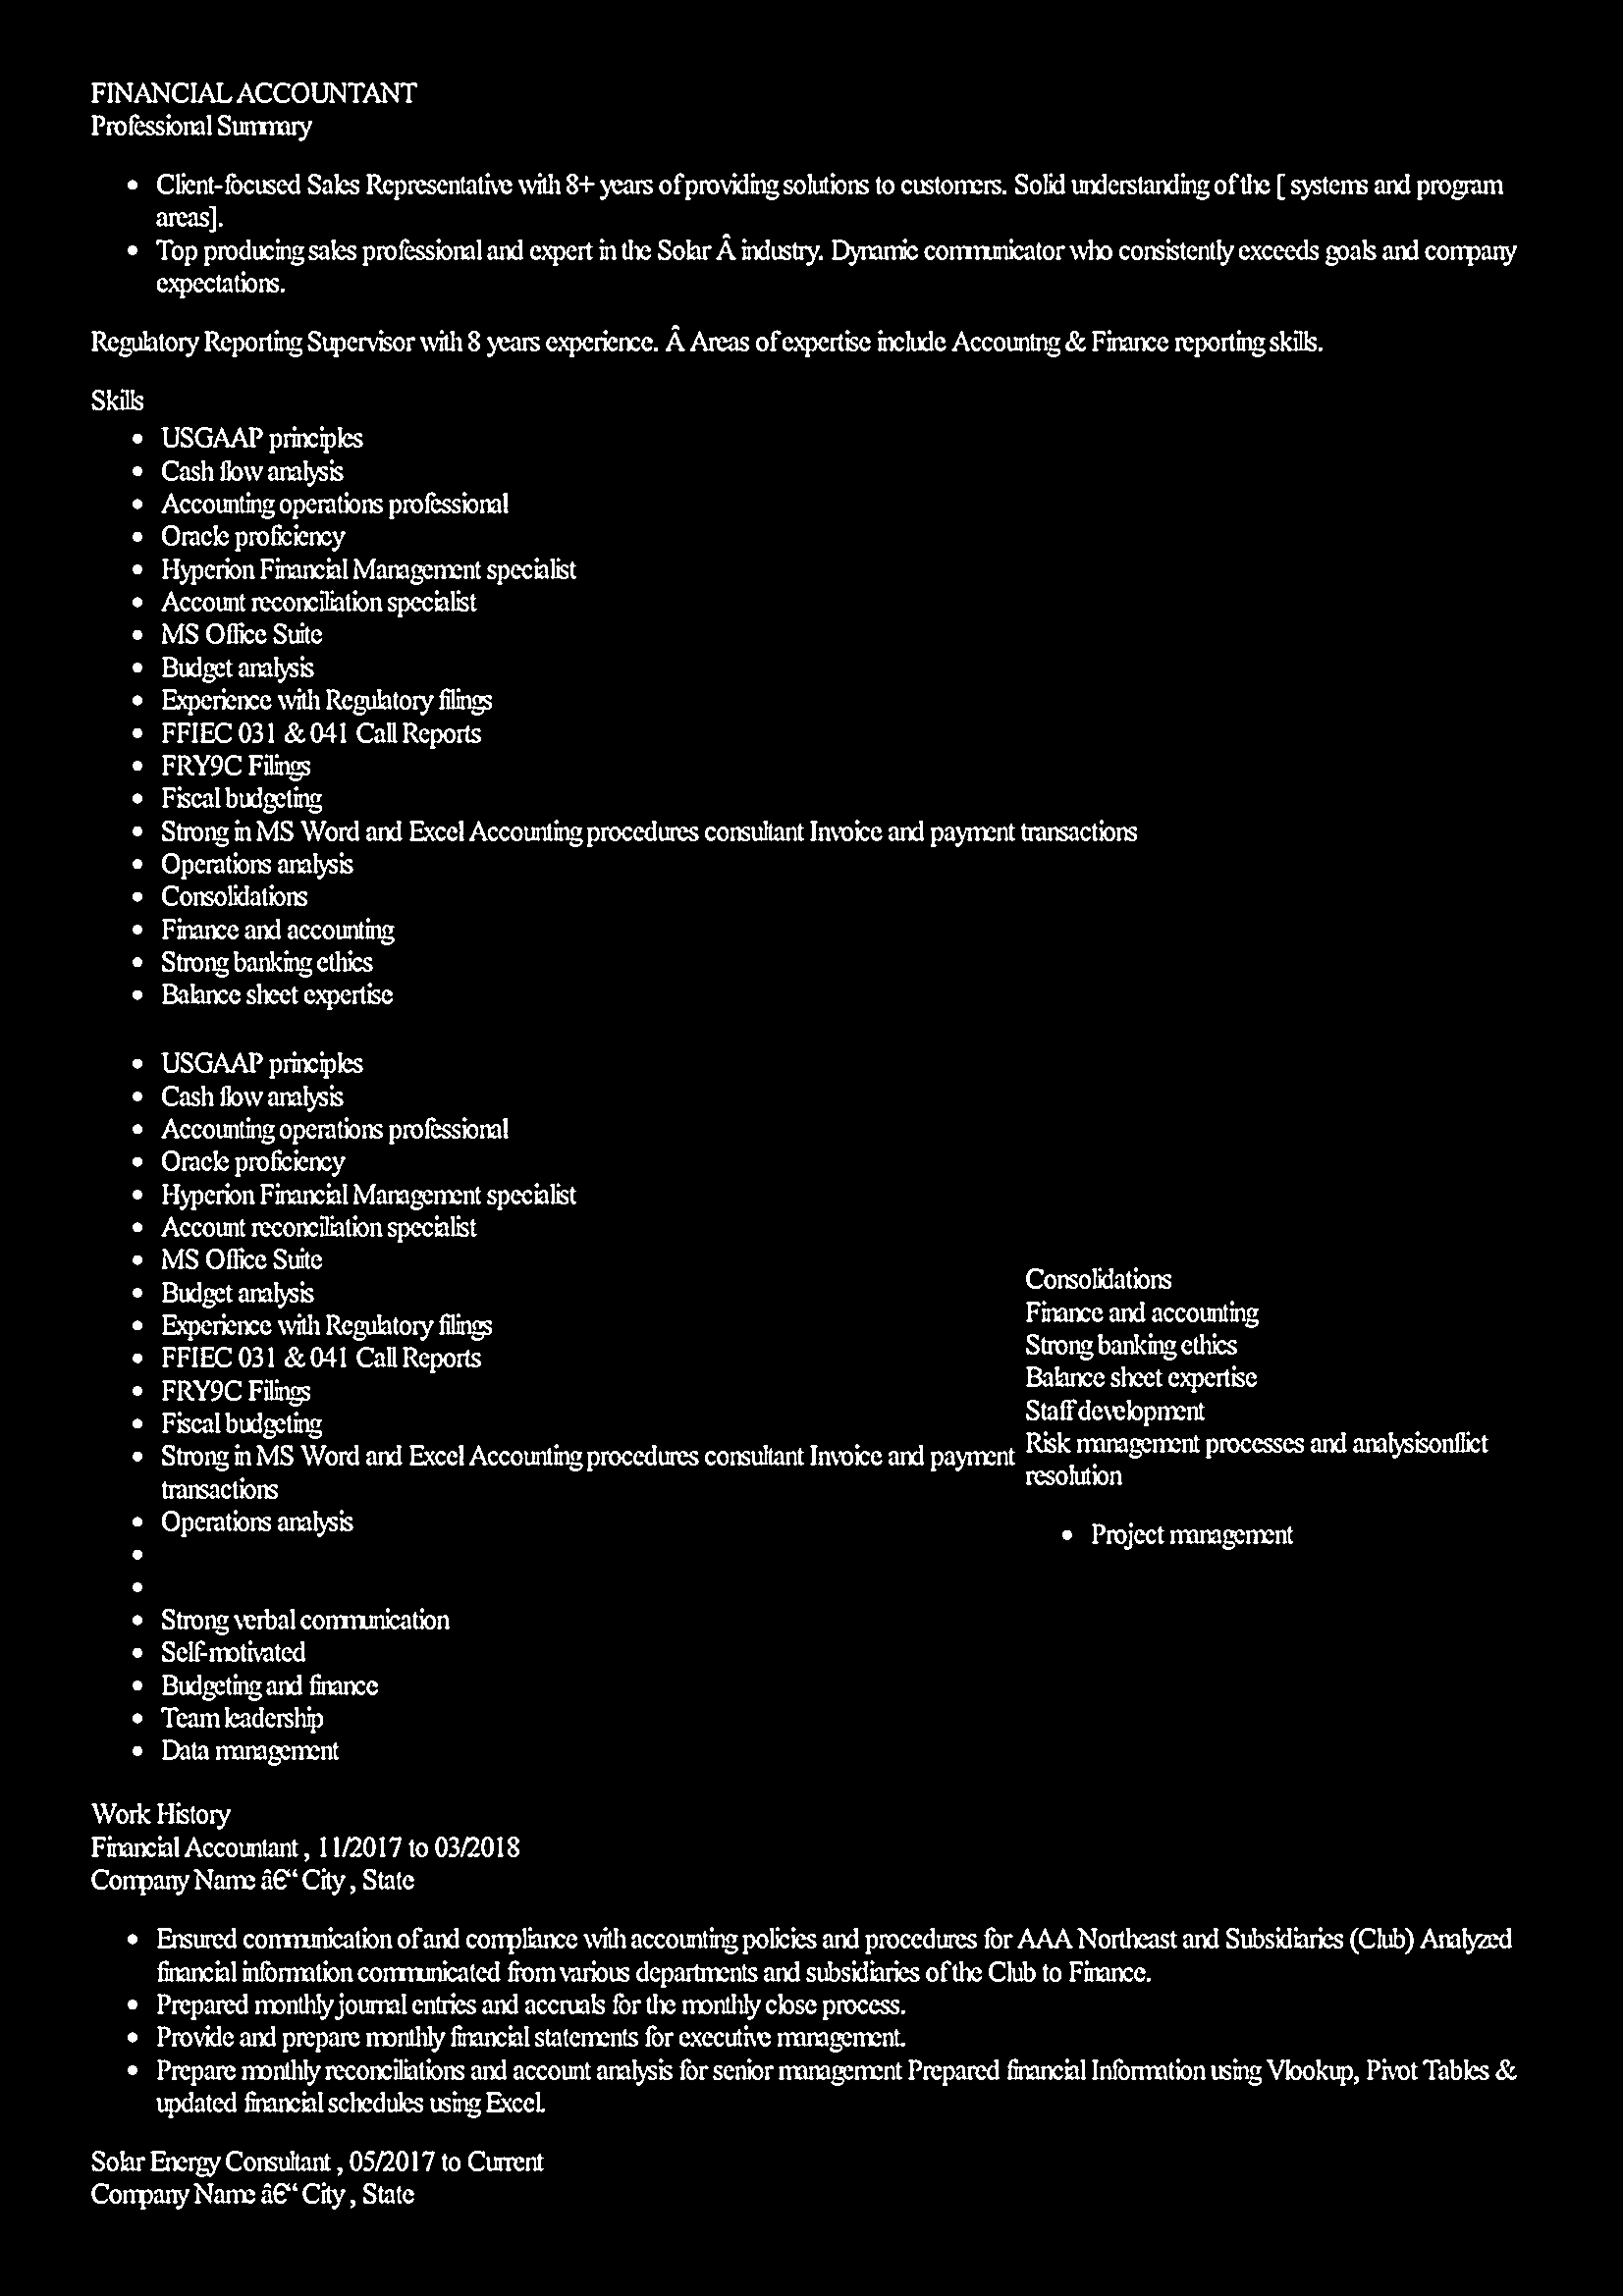 FINANCIAL ACCOUNTANT
Professional Summary
• Client-focused Sales Representative with 8+ years of providing solutions to customers. Solid understanding of the [ systems and program
areas].
• Top producing sales professional and expert in the Solar Â industry. Dynamic communicator who consistently exceeds goals and company
expectations.
Regulatory Reporting Supervisor with 8 years experience. Â Areas of expertise include Accountng & Finance reporting skills.
Skills
• USGAAP principles
• Cash flow analysis
• Accounting operations professional
• Oracle proficiency
• Hyperion Financial Management specialist
• Account reconciliation specialist
• MS Office Suite
• Budget analysis
• Experience with Regulatory filings
• FFIEC 031 & 041 Call Reports
• FRY9C Filings
• Fiscal budgeting
• Strong in MS Word and Excel Accounting procedures consultant Invoice and payment transactions
• Operations analysis
• Consolidations
• Finance and accounting
• Strong banking ethics
• Balance sheet expertise
• USGAAP principles
• Cash flow analysis
• Accounting operations professional
• Oracle proficiency
• Hyperion Financial Management specialist
• Account reconciliation specialist
• MS Office Suite
• Budget analysis
• Experience with Regulatory filings
• FFIEC 031 & 041 Call Reports
• FRY9C Filings
• Fiscal budgeting
• Strong in MS Word and Excel Accounting procedures consultant Invoice and payment
transactions
• Operations analysis
•
•
• Strong verbal communication
• Self-motivated
• Budgeting and finance
• Team leadership
• Data management
Consolidations
Finance and accounting
Strong banking ethics
Balance sheet expertise
Staff development
Risk management processes and analysisonflict
resolution
• Project management
Work History
Financial Accountant , 11/2017 to 03/2018
Company Name â€“ City , State
• Ensured communication of and compliance with accounting policies and procedures for AAA Northeast and Subsidiaries (Club) Analyzed
financial information communicated from various departments and subsidiaries of the Club to Finance.
• Prepared monthly journal entries and accruals for the monthly close process.
• Provide and prepare monthly financial statements for executive management.
• Prepare monthly reconciliations and account analysis for senior management Prepared financial Information using Vlookup, Pivot Tables &
updated financial schedules using Excel.
Solar Energy Consultant , 05/2017 to Current
Company Name â€“ City , State